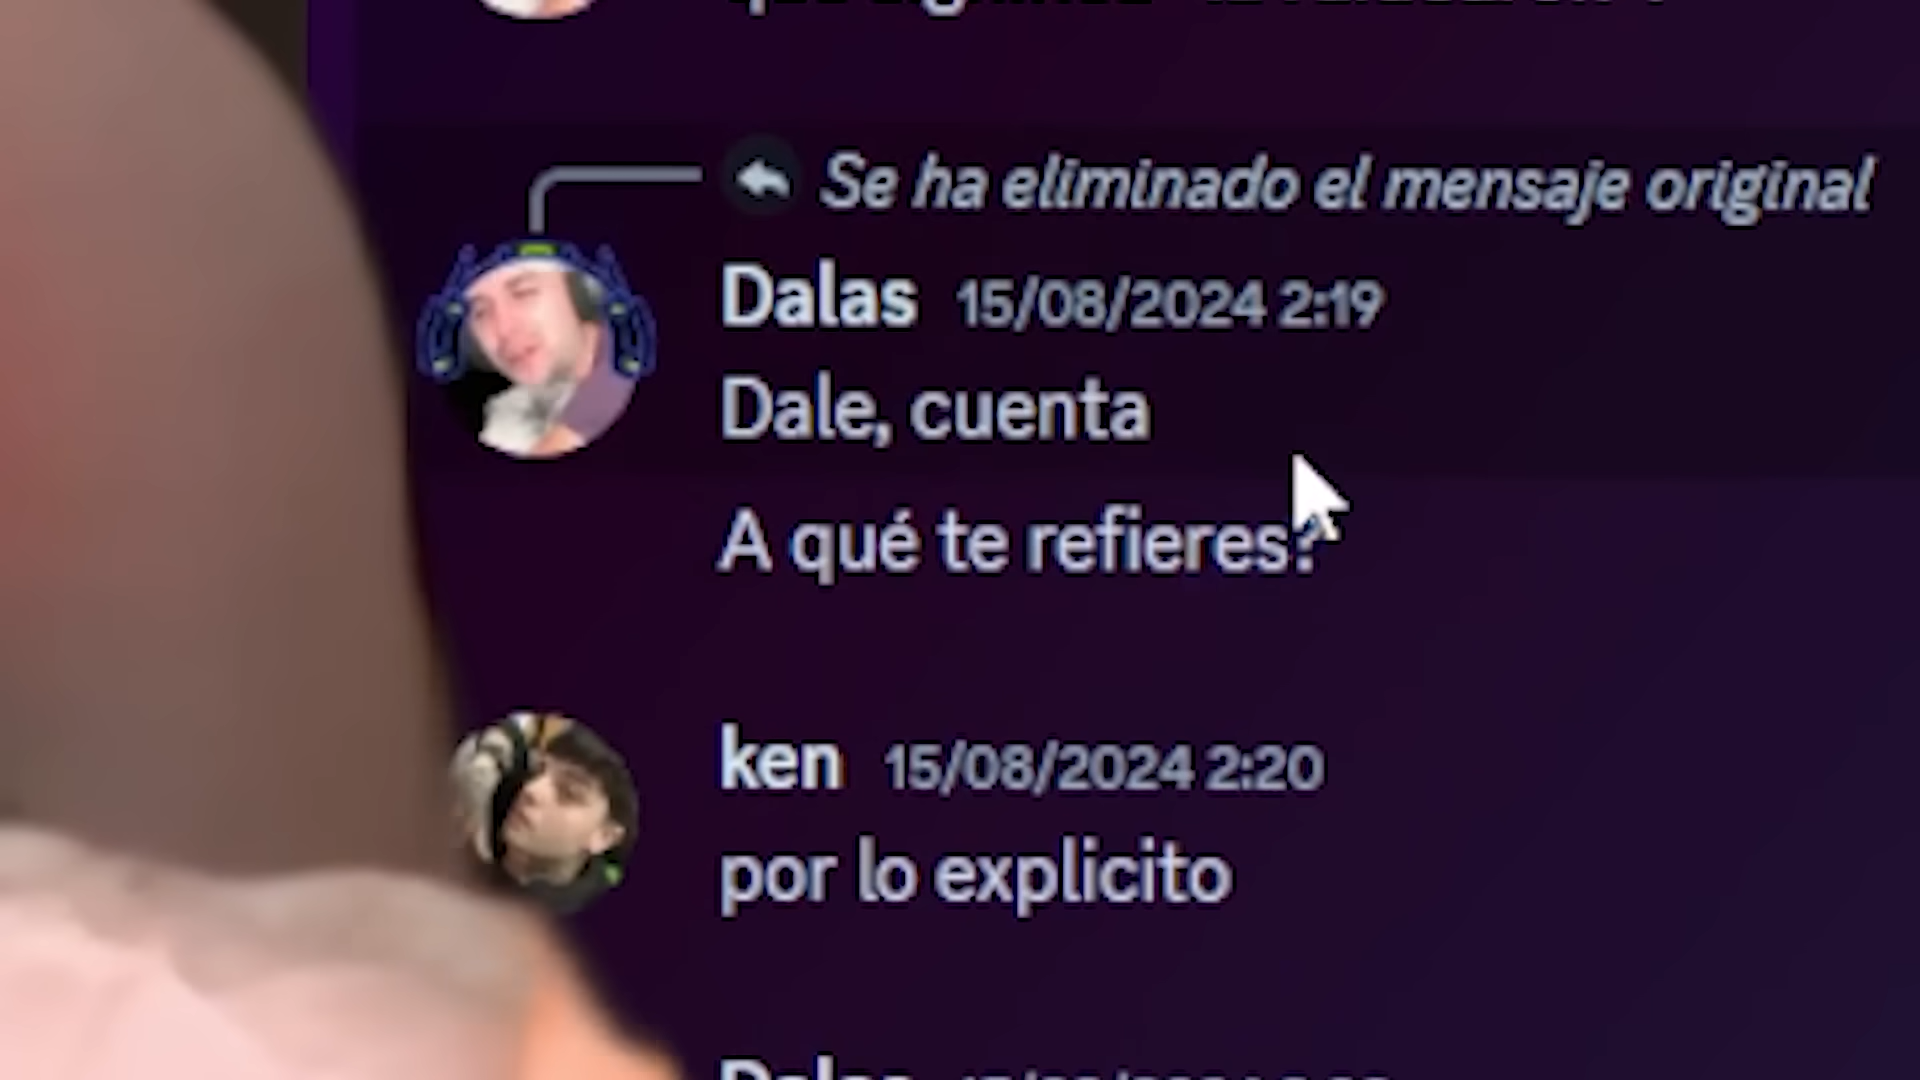 Se ha eliminado el mensaje original
Dalas 15/08/2024 2:19
Dale, cuenta
A qué te refieres?
ken 15/08/2024 2:20
por lo explicito
Dalas